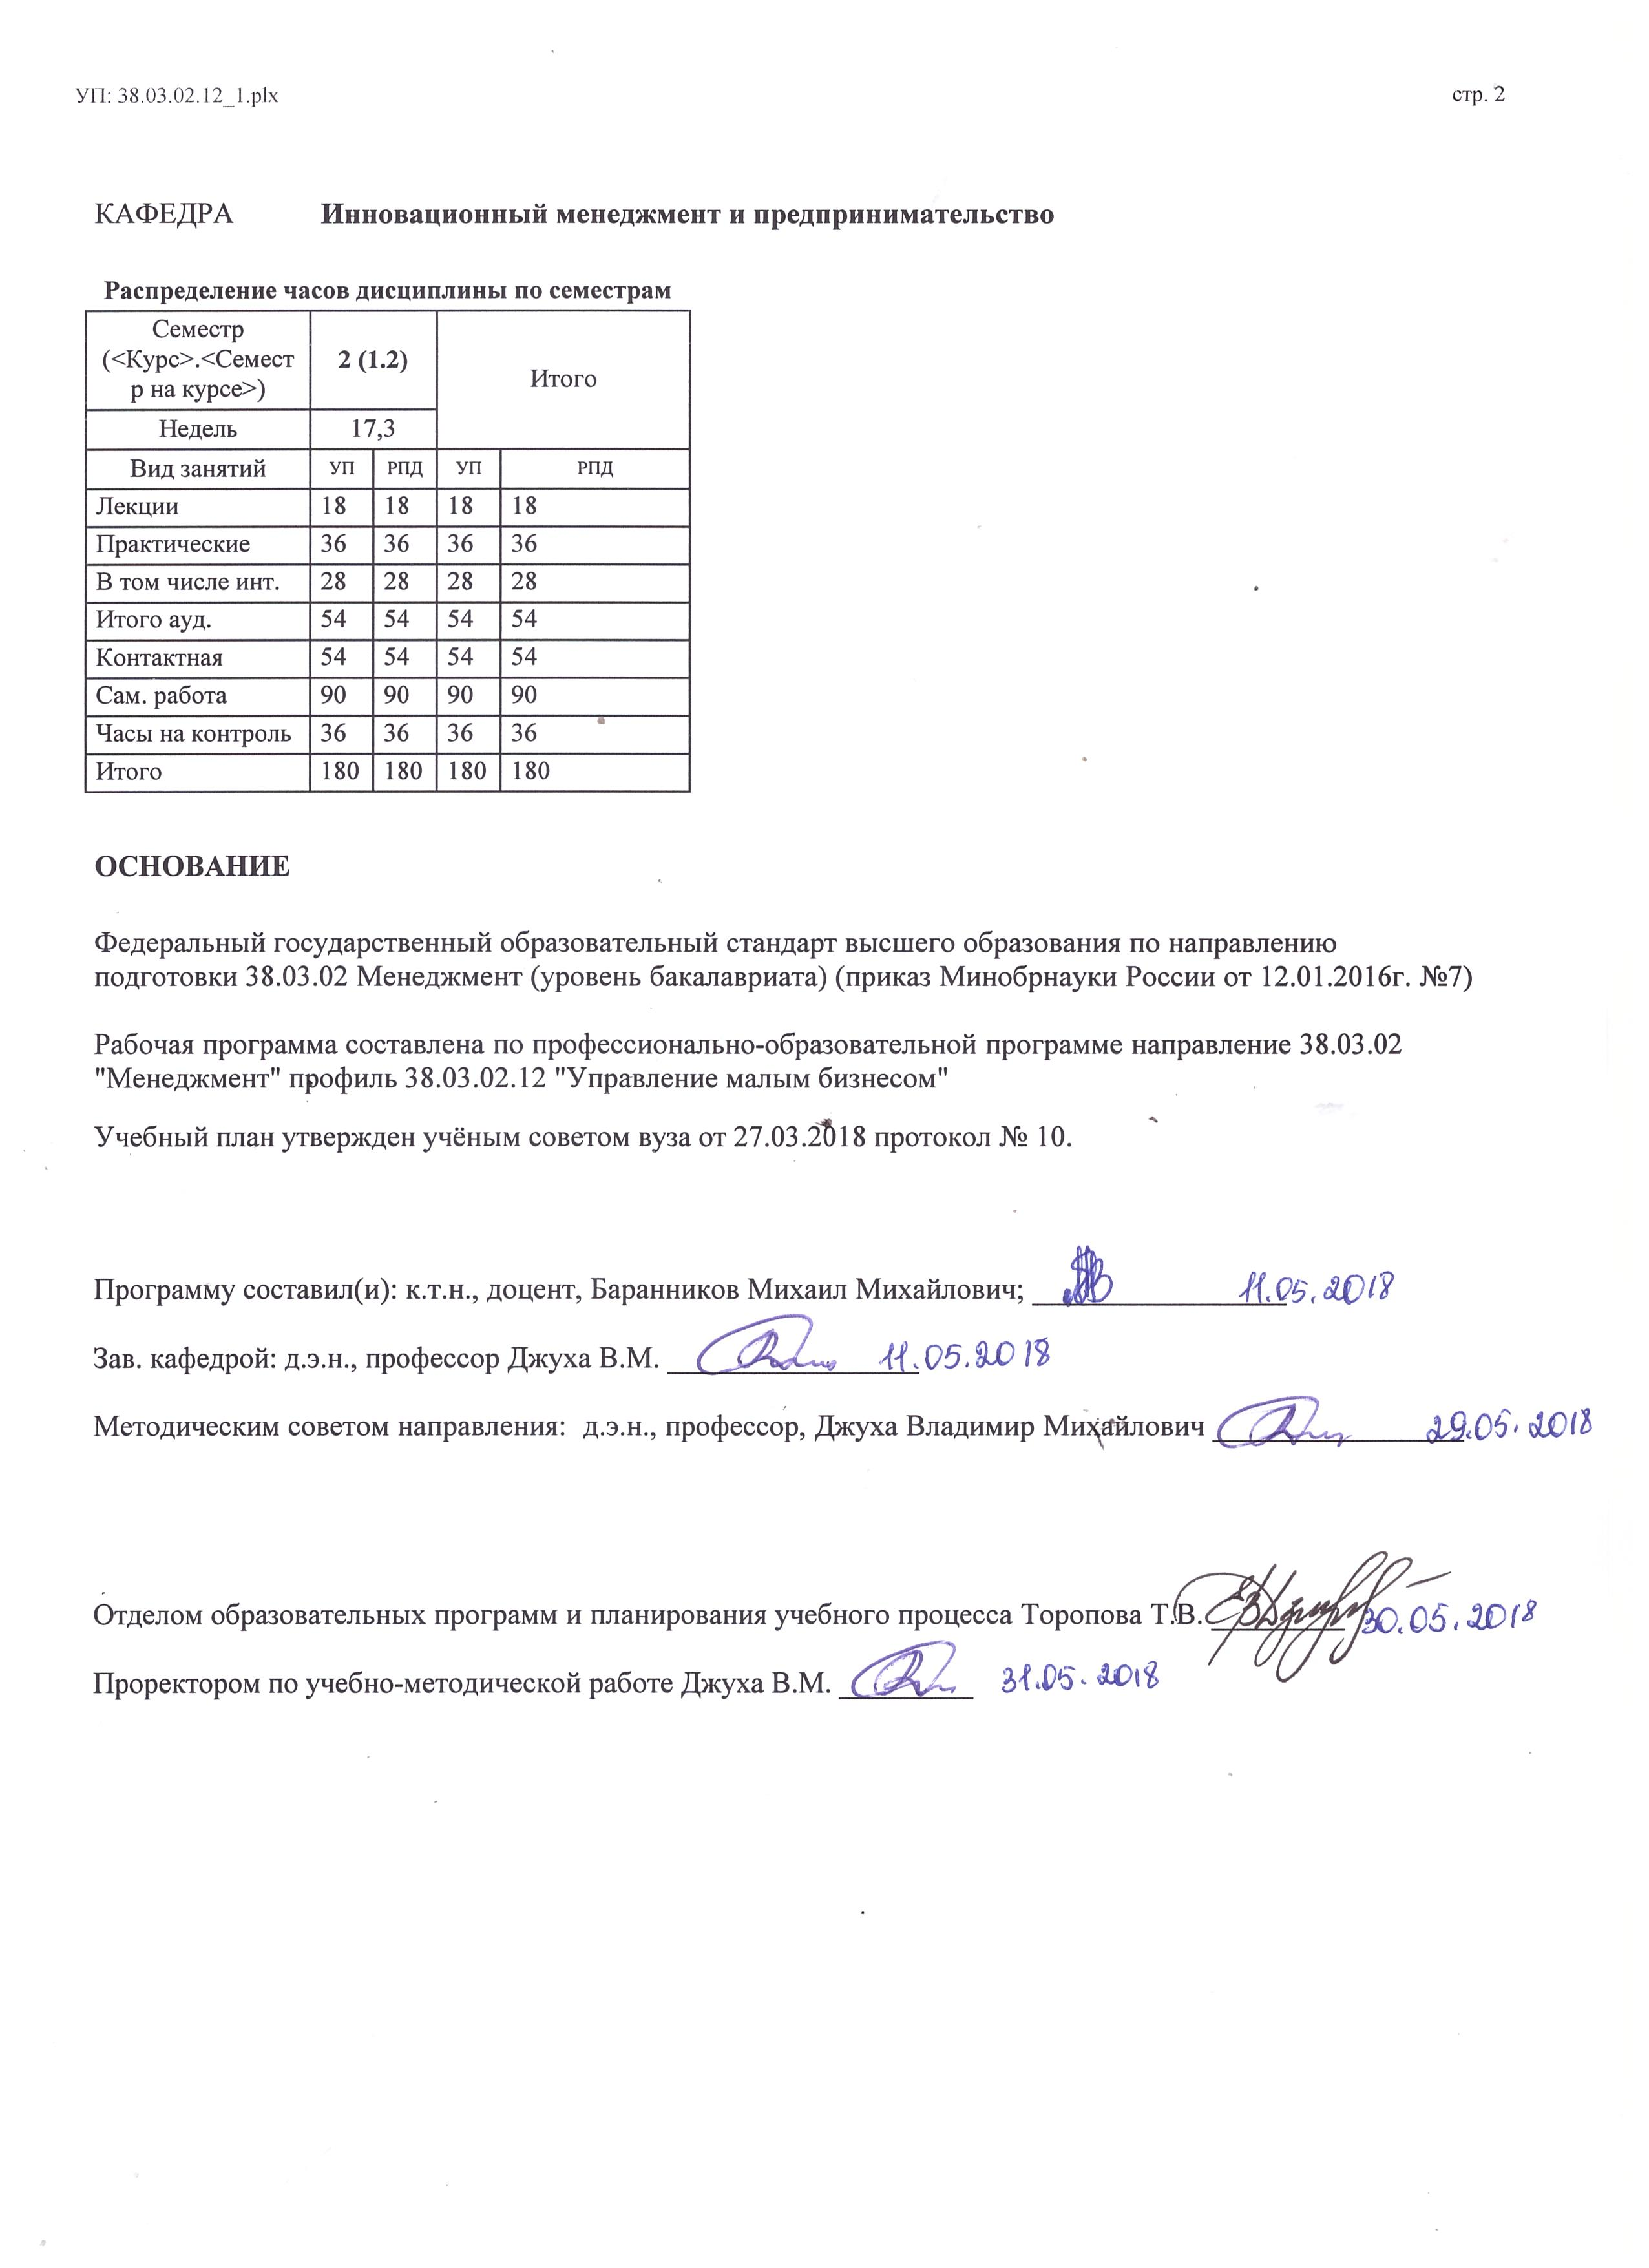 УП: 38.03.02.12_1.plx стр. 2
КАФЕДРА Инновационный менеджмент и предпринимательство
Распределение часов дисциплины по семестрам
Семестр
(<Курс>.<Семест
р на курсе>)
2 (1.2)
Итого
Недель 17,3
Вид занятий УП РПД УП РПД
Лекции 18 18 18 18
Практические 36 36 36 36
В том числе инт. 28 28 28 28
Итого ауд. 54 54 54 54
Контактная 54 54 54 54
Сам. работа 90 90 90 90
Часы на контроль 36 36 36 36
Итого 180 180 180 180
ОСНОВАНИЕ
Федеральный государственный образовательный стандарт высшего образования по направлению
подготовки 38.03.02 Менеджмент (уровень бакалавриата) (приказ Минобрнауки России от 12.01.2016г. №7)
Рабочая программа составлена по профессионально-образовательной программе направление 38.03.02
"Менеджмент" профиль 38.03.02.12 "Управление малым бизнесом"
Учебный план утвержден учёным советом вуза от 27.03.2018 протокол № 10.
Программу составил(и): к.т.н., доцент, Баранников Михаил Михайлович; 11.05.2018
Зав. кафедрой: д.э.н., профессор Джуха В.М. 11.05.2018
Методическим советом направления: д.э.н., профессор, Джуха Владимир Михайлович 29.05.2018
Отделом образовательных программ и планирования учебного процесса Торопова Т.В. 30.05.2018
Проректором по учебно-методической работе Джуха В.М. 31.05.2018